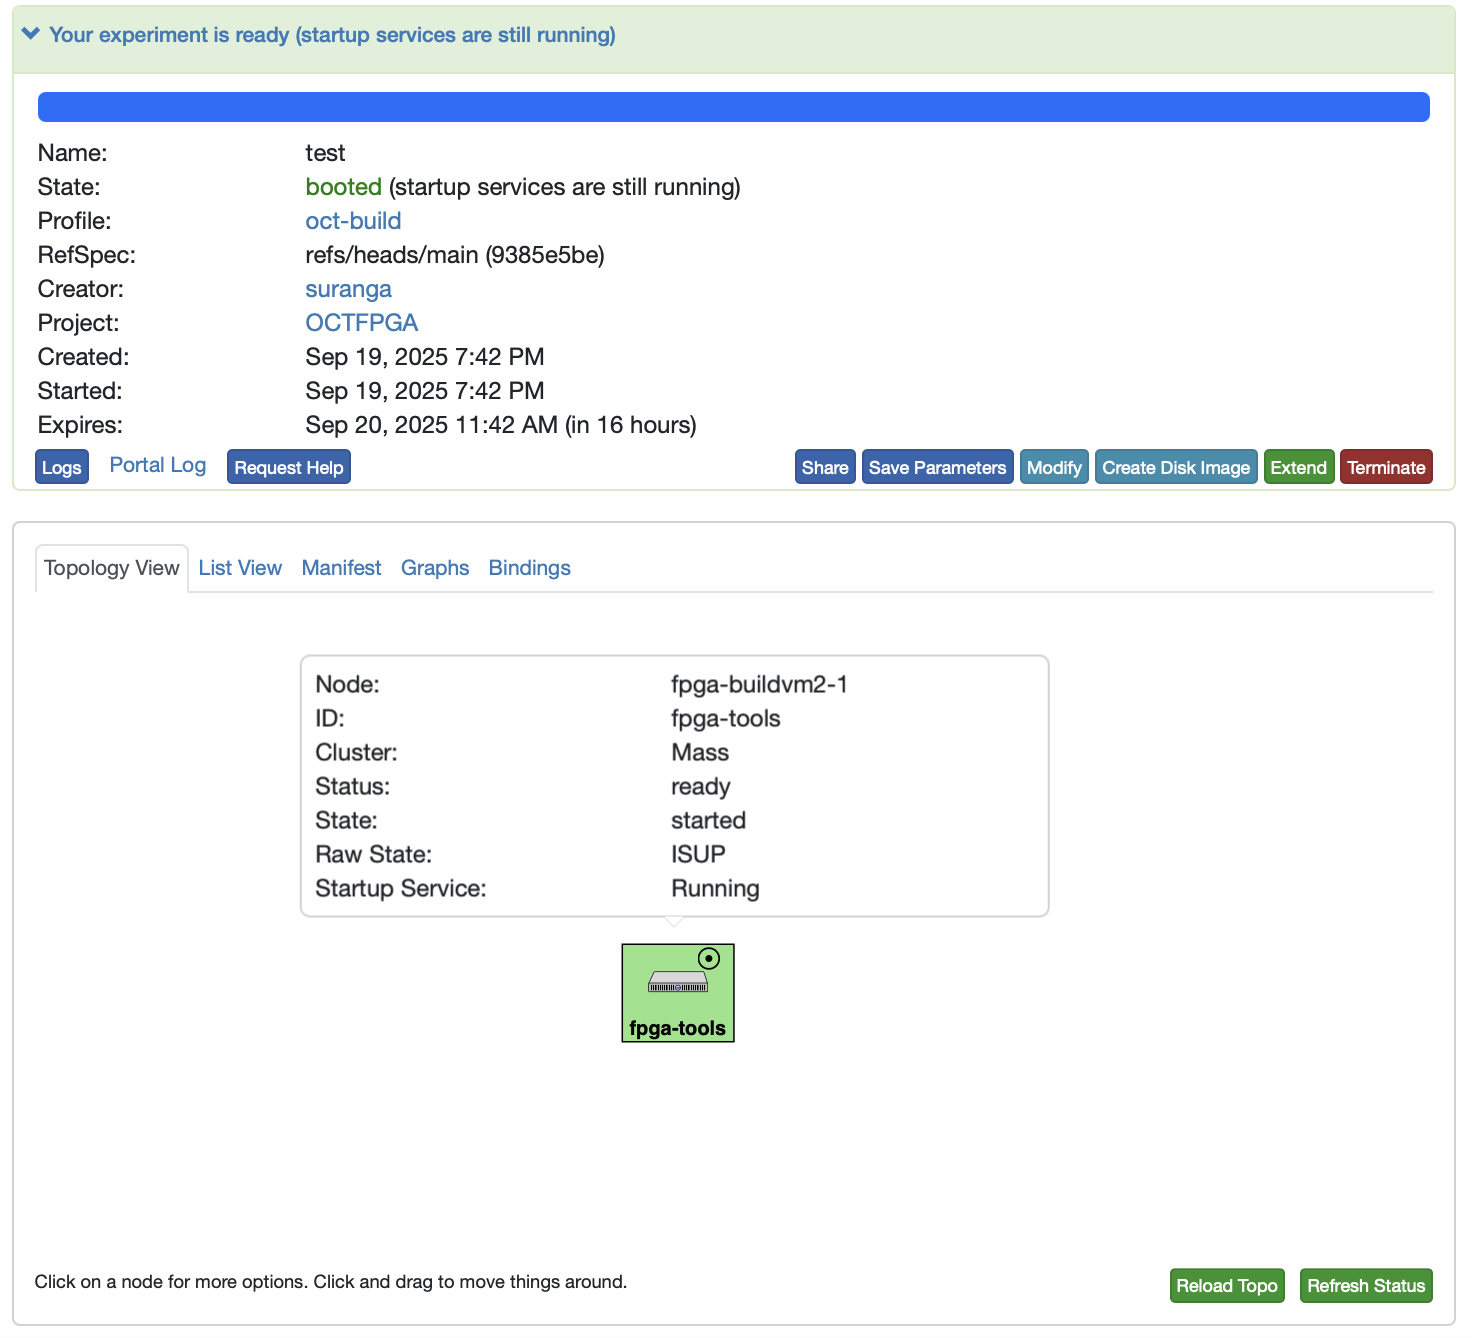 Your experiment is ready (startup services are still running)
Name: test
State: booted (startup services are still running)
Profile: oct-build
RefSpec: refs/heads/main (9385e5be)
Creator: suranga
Project: OCTFPGA
Created: Sep 19, 2025 7:42 PM
Started: Sep 19, 2025 7:42 PM
Expires: Sep 20, 2025 11:42 AM (in 16 hours)
Logs Portal Log Request Help Share Save Parameters Modify Create Disk Image Extend Terminate
Topology View List View Manifest Graphs Bindings
Node: fpga-buildvm2-1
ID: fpga-tools
Cluster: Mass
Status: ready
State: started
Raw State: ISUP
Startup Service: Running
fpga-tools
Click on a node for more options. Click and drag to move things around. Reload Topo Refresh Status